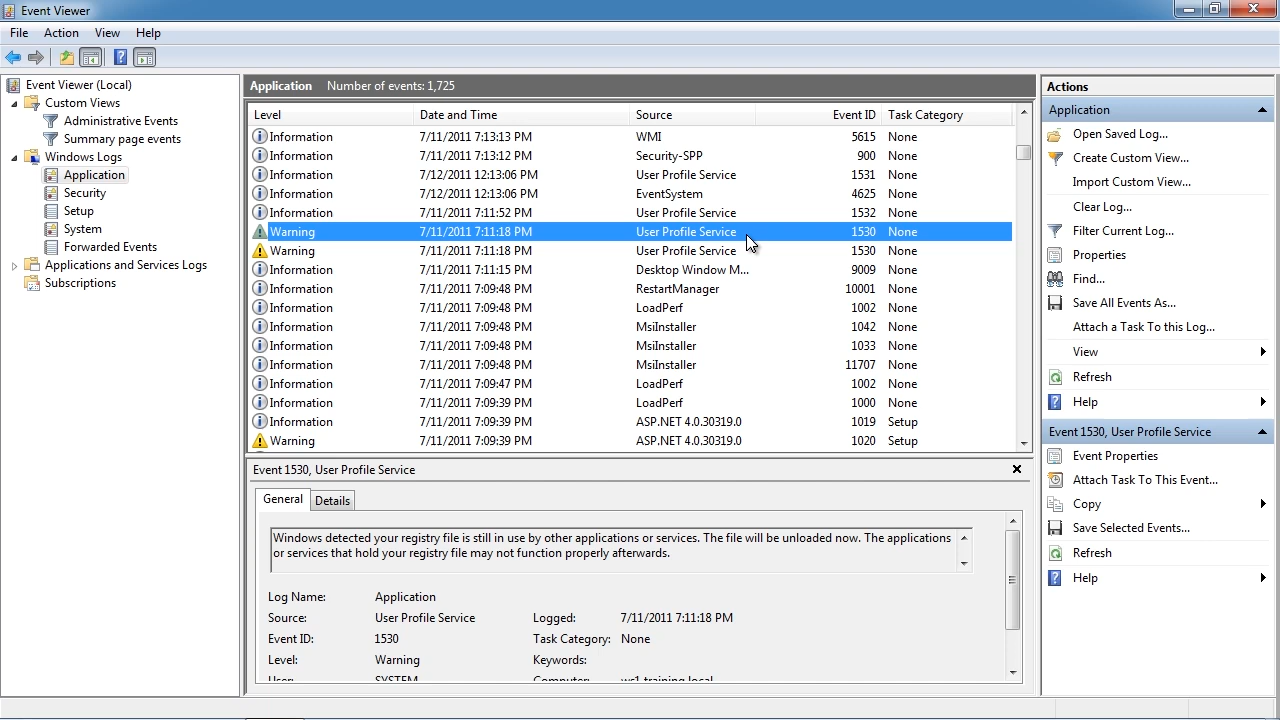 Event Viewer
File Action View Help
Event Viewer (Local)
Custom Views
Administrative Events
Summary page events
Windows Logs
Application
Security
Setup
System
Forwarded Events
Applications and Services Logs
Subscriptions
Application Number of events: 1,725
Level Date and Time Source Event ID Task Category
Information 7/11/2011 7:13:13 PM WMI 5615 None
Information 7/11/2011 7:13:12 PM Security-SPP 900 None
Information 7/12/2011 12:13:06 PM User Profile Service 1531 None
Information 7/12/2011 12:13:06 PM EventSystem 4625 None
Information 7/11/2011 7:11:52 PM User Profile Service 1532 None
Warning 7/11/2011 7:11:18 PM User Profile Service 1530 None
Warning 7/11/2011 7:11:18 PM User Profile Service 1530 None
Information 7/11/2011 7:11:15 PM Desktop Window M... 9009 None
Information 7/11/2011 7:09:48 PM RestartManager 10001 None
Information 7/11/2011 7:09:48 PM LoadPerf 1002 None
Information 7/11/2011 7:09:48 PM MsiInstaller 1042 None
Information 7/11/2011 7:09:48 PM MsiInstaller 1033 None
Information 7/11/2011 7:09:48 PM MsiInstaller 11707 None
Information 7/11/2011 7:09:47 PM LoadPerf 1002 None
Information 7/11/2011 7:09:39 PM LoadPerf 1000 None
Information 7/11/2011 7:09:39 PM ASP.NET 4.0.30319.0 1019 Setup
Warning 7/11/2011 7:09:39 PM ASP.NET 4.0.30319.0 1020 Setup
Event 1530, User Profile Service
General Details
Windows detected your registry file is still in use by other applications or services. The file will be unloaded now. The applications
or services that hold your registry file may not function properly afterwards.
Log Name: Application
Source: User Profile Service Logged: 7/11/2011 7:11:18 PM
Event ID: 1530 Task Category: None
Level: Warning Keywords:
User: SYSTEM Computer: wc1.training.local
Actions
Application
Open Saved Log...
Create Custom View...
Import Custom View...
Clear Log...
Filter Current Log...
Properties
Find...
Save All Events As...
Attach a Task To this Log...
View
Refresh
Help
Event 1530, User Profile Service
Event Properties
Attach Task To This Event...
Copy
Save Selected Events...
Refresh
Help